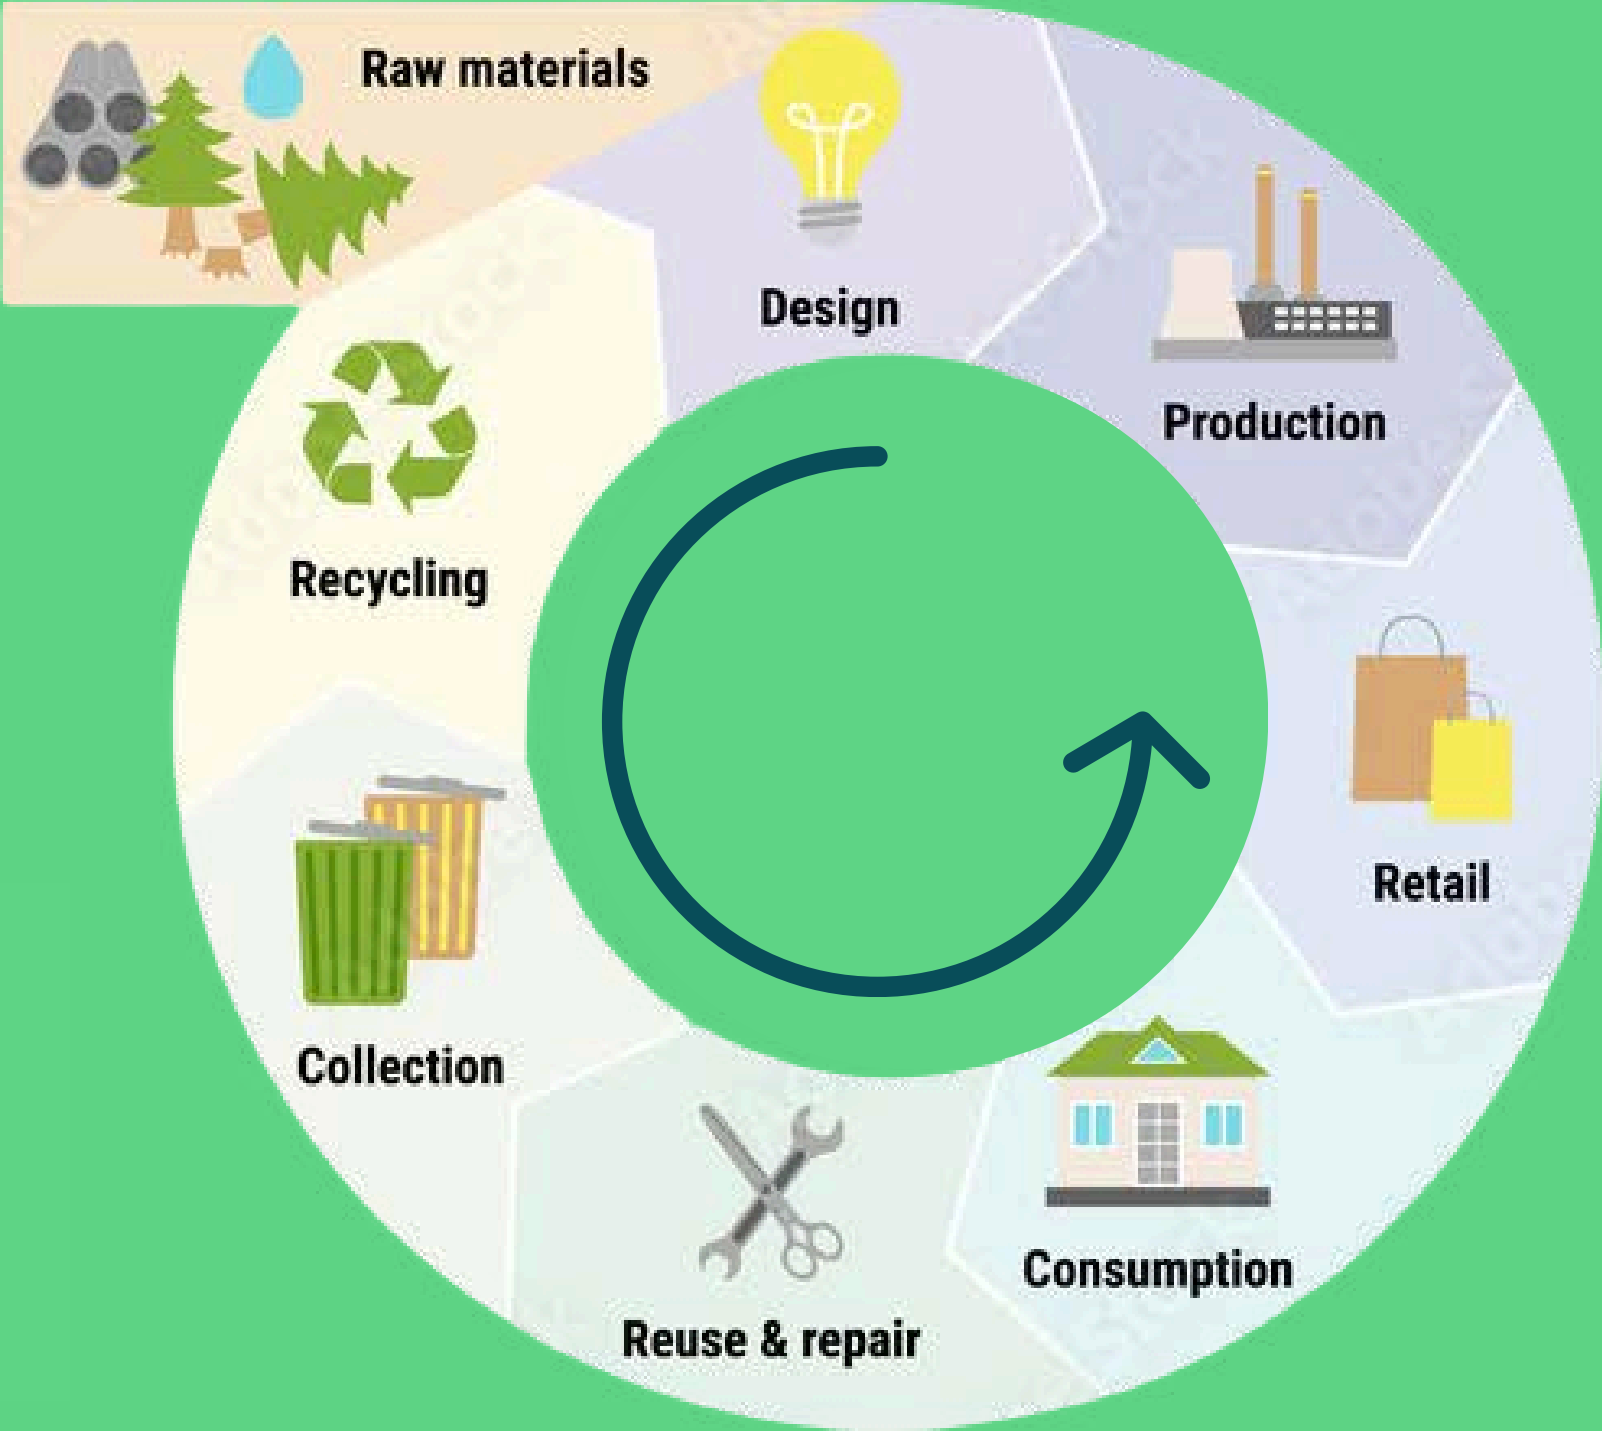 Raw materials
Design
Production
Retail
Consumption
Reuse & repair
Collection
Recycling